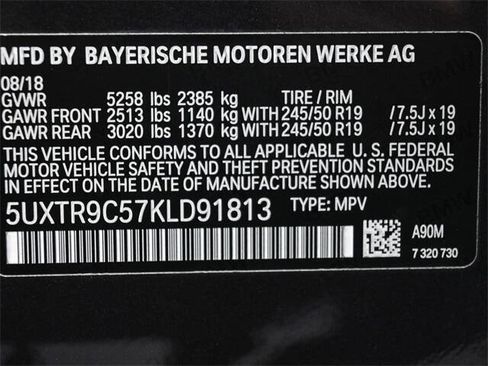 MFD BY BAYERISCHE MOTOREN WERKE AG
08/18
GVWR 5258 lbs 2385 kg TIRE / RIM
GAWR FRONT 2513 lbs 1140 kg WITH 245/50 R19 / 7.5J x 19
GAWR REAR 3020 lbs 1370 kg WITH 245/50 R19 / 7.5J x 19
THIS VEHICLE CONFORMS TO ALL APPLICABLE U. S. FEDERAL
MOTOR VEHICLE SAFETY AND THEFT PREVENTION STANDARDS
IN EFFECT ON THE DATE OF MANUFACTURE SHOWN ABOVE.
5UXTR9C57KLD91813 TYPE: MPV
A90M
7 320 730